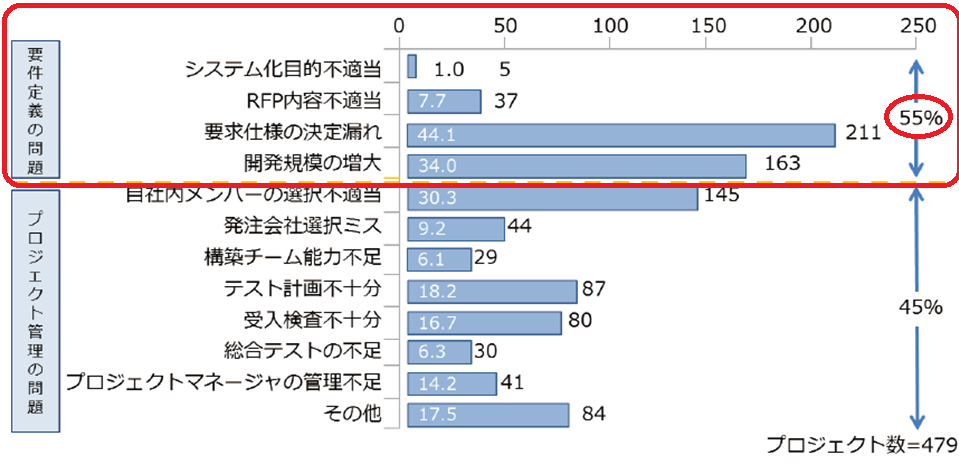 0 50 100 150 200 250
要件定義の問題
システム化目的不適当 1.0 5
RFP内容不適当 7.7 37
要求仕様の決定漏れ 44.1 211
開発規模の増大 34.0 163
55%
自社内メンバーの選択不適当 30.3 145
プロジェクト管理の問題
発注会社選択ミス 9.2 44
構築チーム能力不足 6.1 29
テスト計画不十分 18.2 87
受入検査不十分 16.7 80
総合テストの不足 6.3 30
プロジェクトマネージャの管理不足 14.2 41
その他 17.5 84
45%
プロジェクト数=479